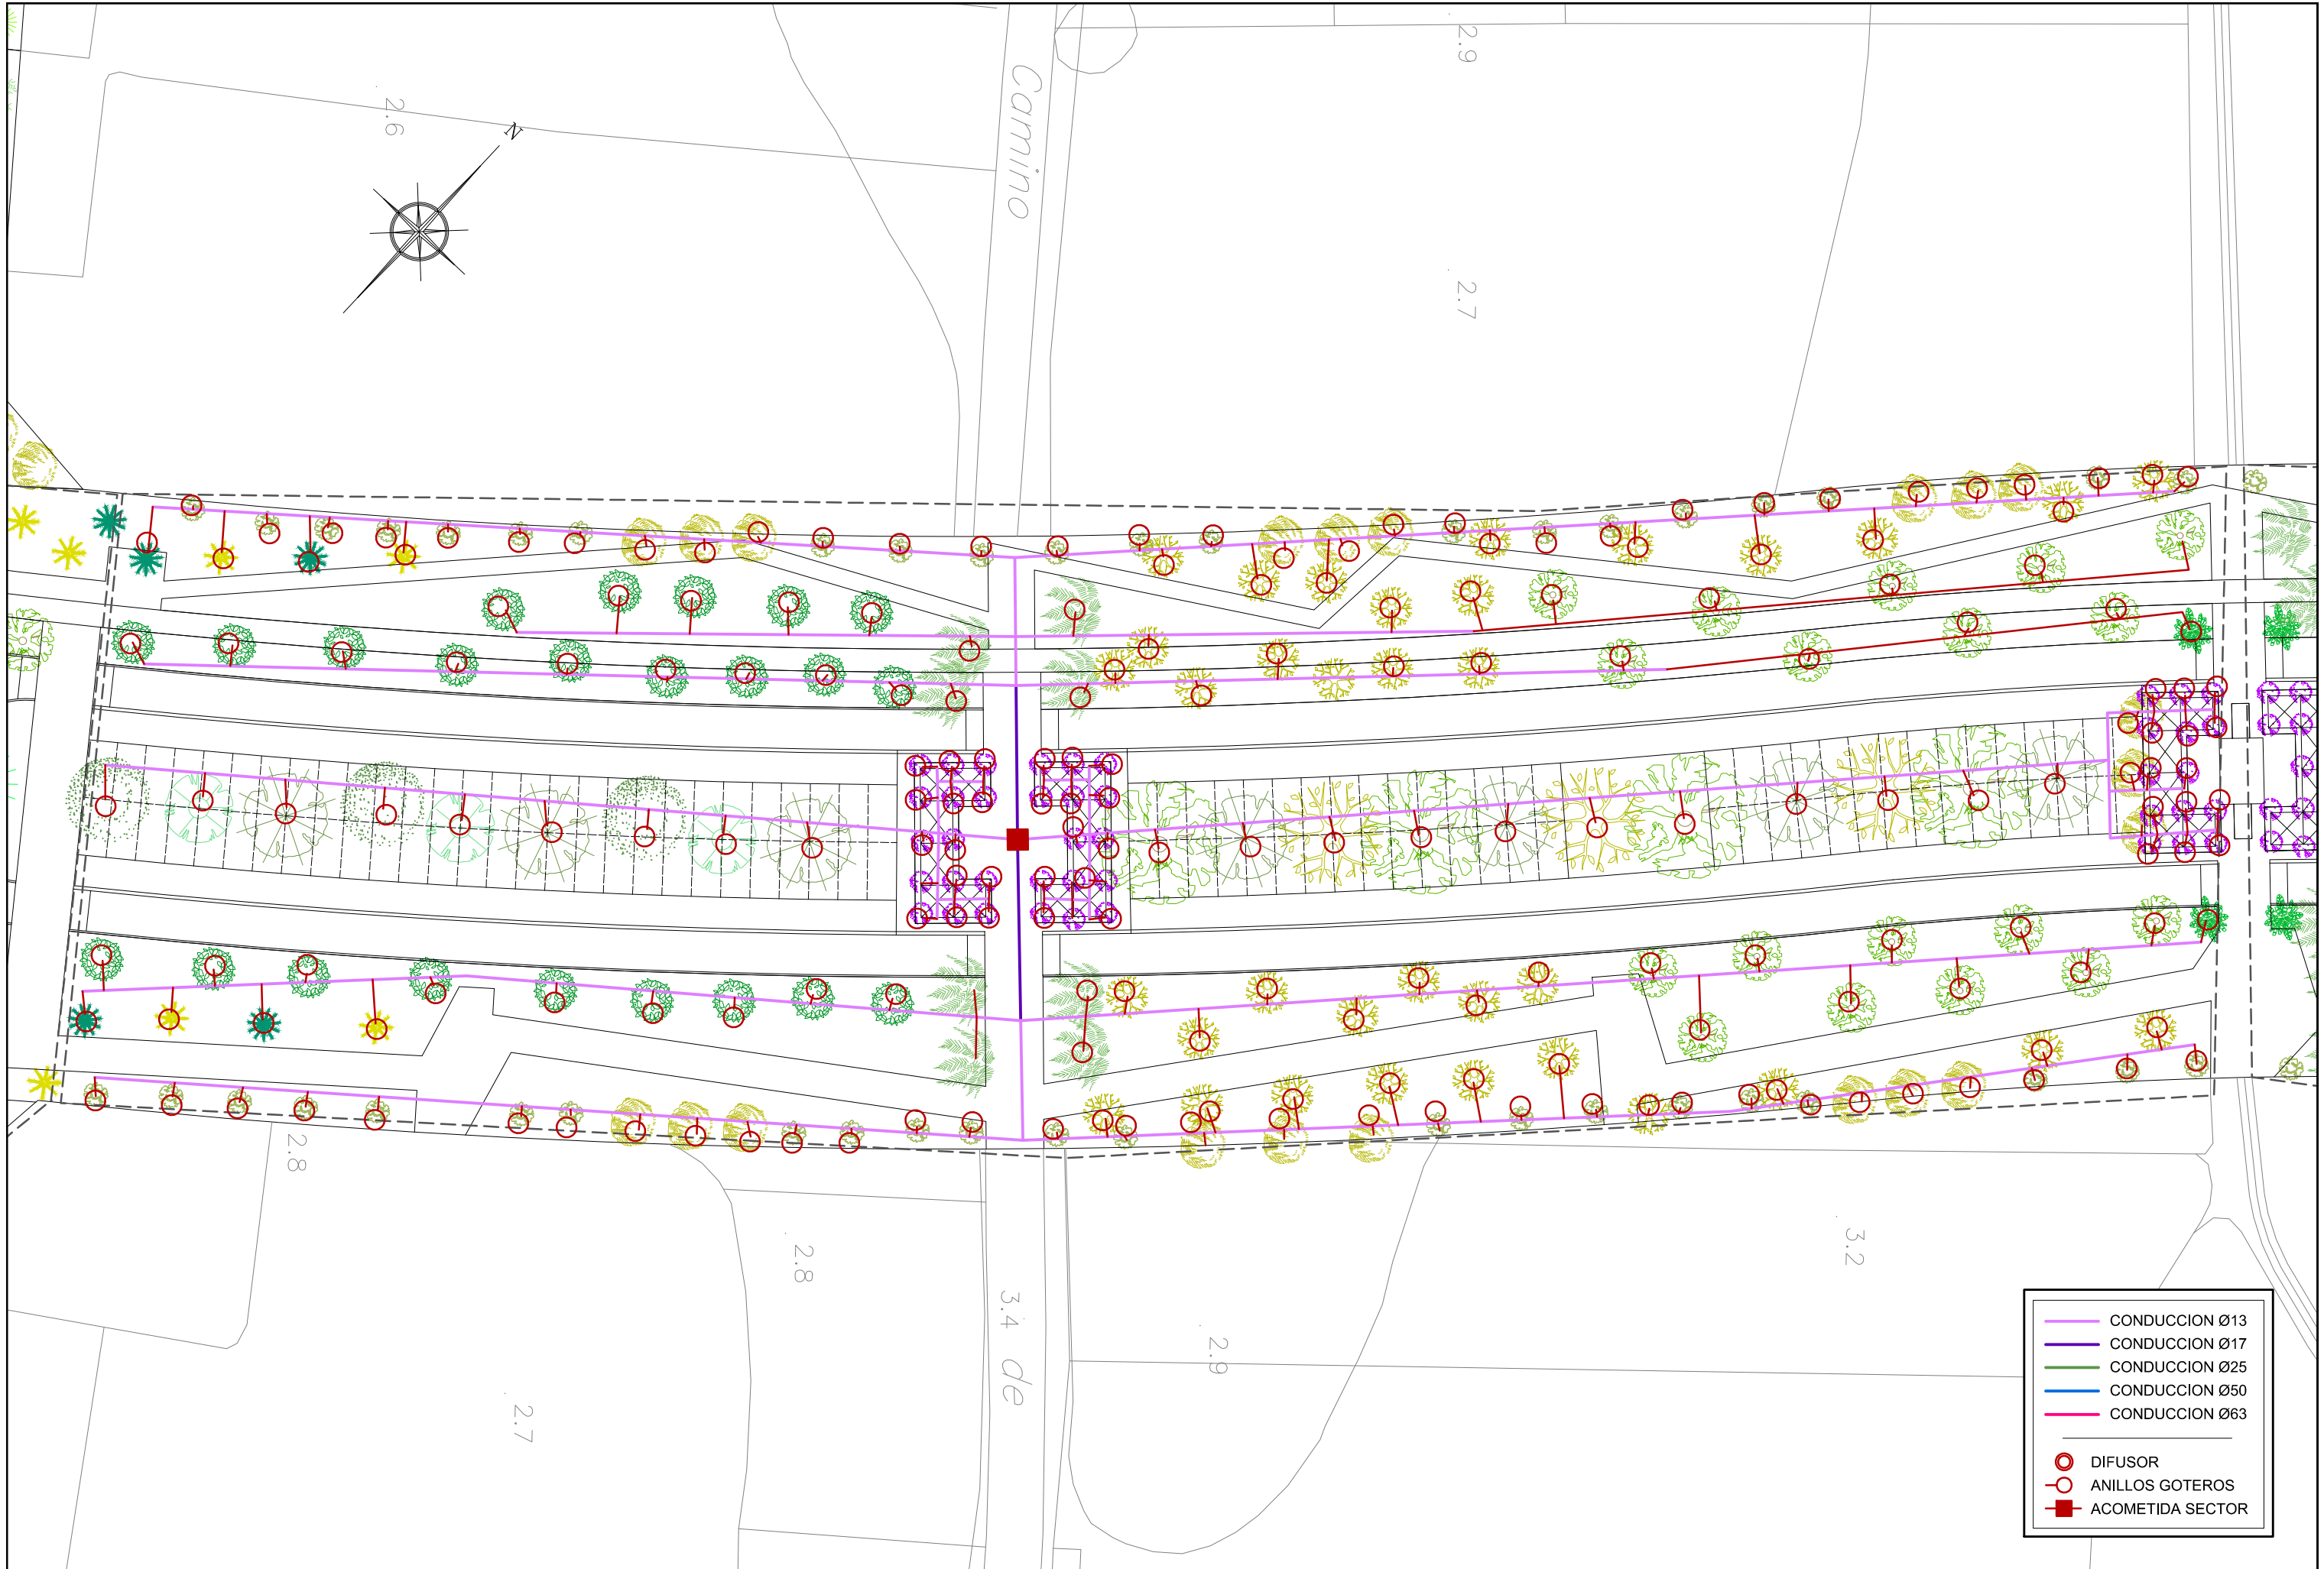 2.9
Camino
2.6
N
2.7
2.8
3.2
2.8
3.4
de
2.9
2.7
CONDUCCION Ø13
CONDUCCION Ø17
CONDUCCION Ø25
CONDUCCION Ø50
CONDUCCION Ø63
DIFUSOR
ANILLOS GOTEROS
ACOMETIDA SECTOR